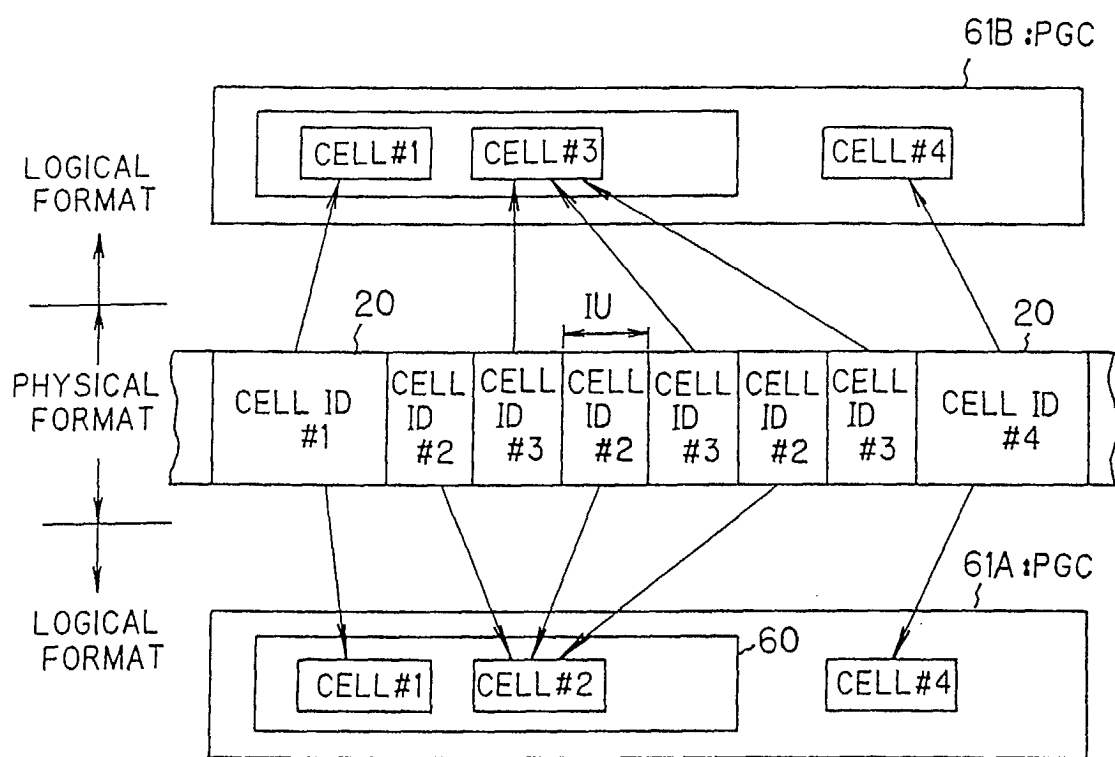 61B:PGC
CELL#1
CELL#3
CELL#4
LOGICAL
FORMAT
20
IU
20
PHYSICAL
FORMAT
CELL ID
#1
CELL
ID
#2
CELL
ID
#3
CELL
ID
#2
CELL
ID
#3
CELL
ID
#2
CELL
ID
#3
CELL ID
#4
61A:PGC
LOGICAL
FORMAT
60
CELL#1
CELL#2
CELL#4